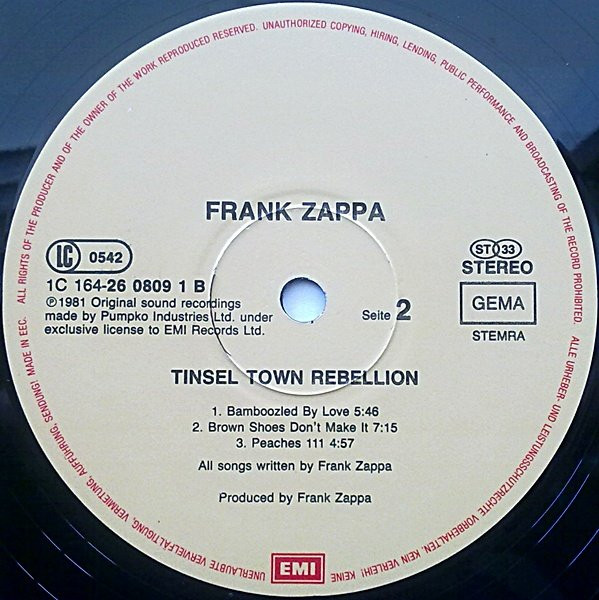 ALL RIGHTS OF THE PRODUCER AND OF THE OWNER OF THE WORK REPRODUCED RESERVED. UNAUTHORIZED COPYING, HIRING, LENDING, PUBLIC PERFORMANCE AND BROADCASTING OF THE RECORD PROHIBITED.
FRANK ZAPPA
LC 0542
1C 164-26 0809 1 B
℗ 1981 Original sound recordings
made by Pumpko Industries Ltd. under
exclusive license to EMI Records Ltd.
ST 33
STEREO
GEMA
STEMRA
Seite 2
TINSEL TOWN REBELLION
1. Bamboozled By Love 5:46
2. Brown Shoes Don't Make It 7:15
3. Peaches 111 4:57
All songs written by Frank Zappa
Produced by Frank Zappa
EMI
ALLE URHEBER- UND LEISTUNGSSCHUTZRECHTE VORBEHALTEN. KEIN VERLEIH! KEINE UNERLAUBTE VERVIELFÄLTIGUNG, VERMIETUNG, AUFFÜHRUNG, SENDUNG! MADE IN EEC.